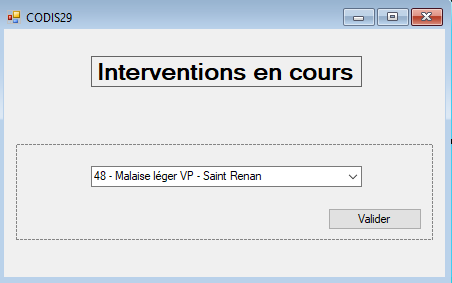 CODIS29
Interventions en cours
48 - Malaise léger VP - Saint Renan
Valider